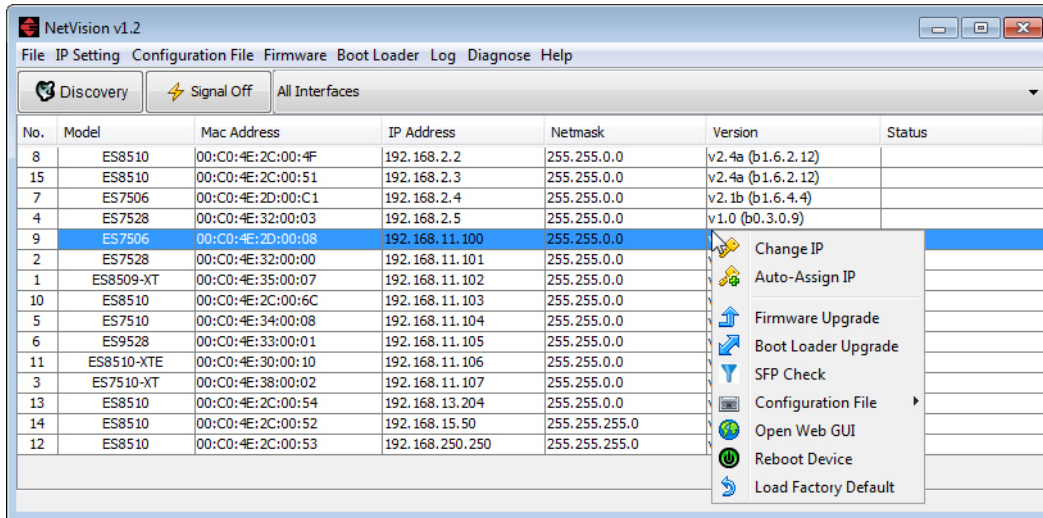 NetVision v1.2
File IP Setting Configuration File Firmware Boot Loader Log Diagnose Help
Discovery Signal Off All Interfaces
No. Model Mac Address IP Address Netmask Version Status
8 ES8510 00:C0:4E:2C:00:4F 192.168.2.2 255.255.0.0 v2.4a (b1.6.2.12)
15 ES8510 00:C0:4E:2C:00:51 192.168.2.3 255.255.0.0 v2.4a (b1.6.2.12)
7 ES7506 00:C0:4E:2D:00:C1 192.168.2.4 255.255.0.0 v2.1b (b1.6.4.4)
4 ES7528 00:C0:4E:32:00:03 192.168.2.5 255.255.0.0 v1.0 (b0.3.0.9)
9 ES7506 00:C0:4E:2D:00:08 192.168.11.100 255.255.0.0
2 ES7528 00:C0:4E:32:00:00 192.168.11.101 255.255.0.0
1 ES8509-XT 00:C0:4E:35:00:07 192.168.11.102 255.255.0.0
10 ES8510 00:C0:4E:2C:00:6C 192.168.11.103 255.255.0.0
5 ES7510 00:C0:4E:34:00:08 192.168.11.104 255.255.0.0
6 ES9528 00:C0:4E:33:00:01 192.168.11.105 255.255.0.0
11 ES8510-XTE 00:C0:4E:30:00:10 192.168.11.106 255.255.0.0
3 ES7510-XT 00:C0:4E:38:00:02 192.168.11.107 255.255.0.0
13 ES8510 00:C0:4E:2C:00:54 192.168.13.204 255.255.0.0
14 ES8510 00:C0:4E:2C:00:52 192.168.15.50 255.255.255.0
12 ES8510 00:C0:4E:2C:00:53 192.168.250.250 255.255.255.0
Change IP
Auto-Assign IP
Firmware Upgrade
Boot Loader Upgrade
SFP Check
Configuration File
Open Web GUI
Reboot Device
Load Factory Default